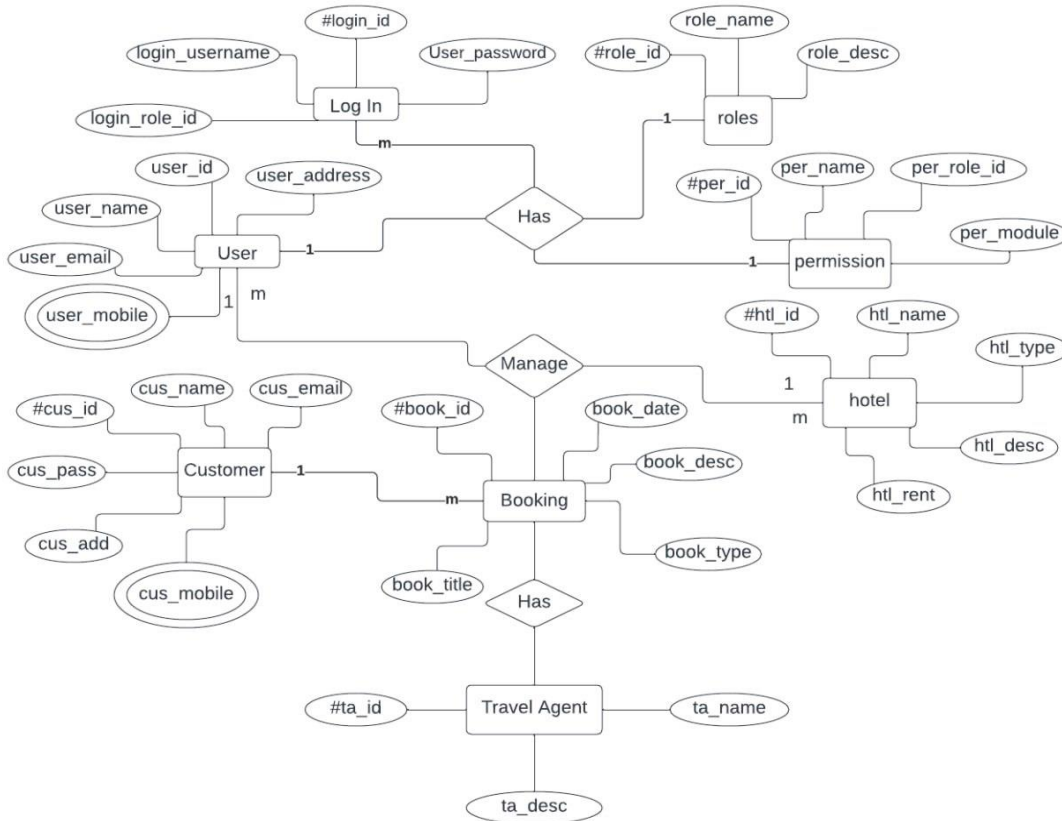 #login_id
role_name
login_username
User_password
#role_id
role_desc
Log In
login_role_id
roles
1
m
user_id
user_address
per_name
per_role_id
#per_id
user_name
Has
per_module
User
1
user_email
1
permission
1
m
user_mobile
#htl_id
htl_name
htl_type
Manage
cus_name
cus_email
1
hotel
#cus_id
#book_id
book_date
m
htl_desc
cus_pass
Customer
1
book_desc
m
Booking
htl_rent
cus_add
book_type
book_title
cus_mobile
Has
#ta_id
Travel Agent
ta_name
ta_desc